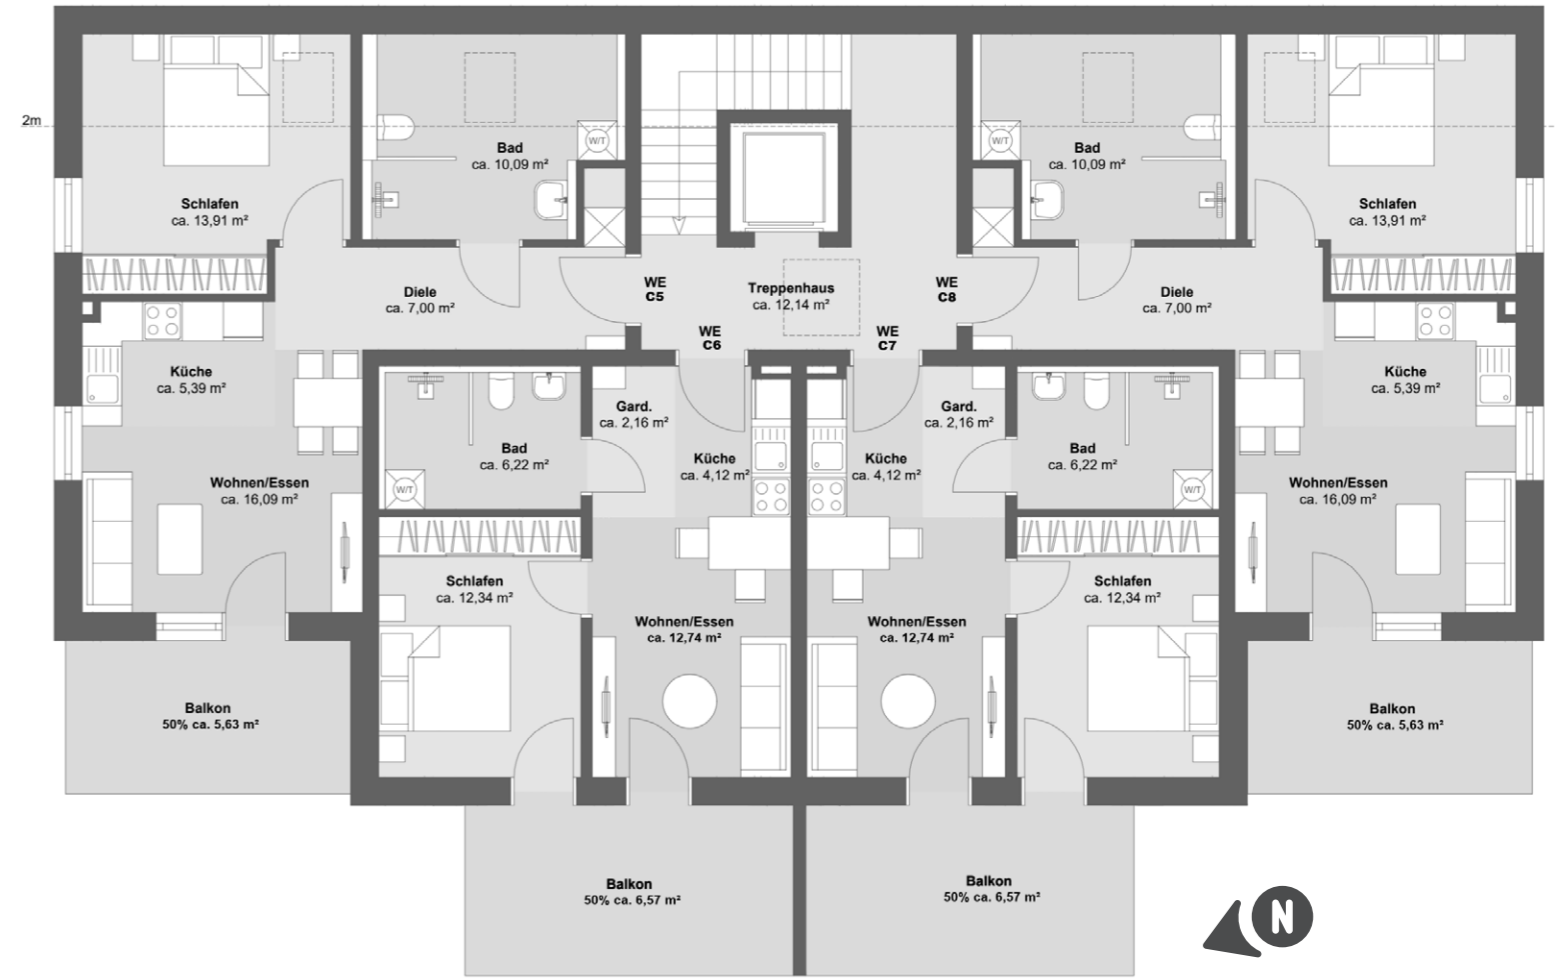 2m
Schlafen
ca. 13,91 m²
Bad
ca. 10,09 m²
W/T
W/T
Bad
ca. 10,09 m²
Schlafen
ca. 13,91 m²
Diele
ca. 7,00 m²
WE
C5
Treppenhaus
ca. 12,14 m²
WE
C8
Diele
ca. 7,00 m²
WE
C6
WE
C7
Küche
ca. 5,39 m²
Küche
ca. 5,39 m²
Gard.
ca. 2,16 m²
Gard.
ca. 2,16 m²
Bad
ca. 6,22 m²
Küche
ca. 4,12 m²
Küche
ca. 4,12 m²
Bad
ca. 6,22 m²
Wohnen/Essen
ca. 16,09 m²
W/T
W/T
Wohnen/Essen
ca. 16,09 m²
Schlafen
ca. 12,34 m²
Wohnen/Essen
ca. 12,74 m²
Wohnen/Essen
ca. 12,74 m²
Schlafen
ca. 12,34 m²
Balkon
50% ca. 5,63 m²
Balkon
50% ca. 5,63 m²
Balkon
50% ca. 6,57 m²
Balkon
50% ca. 6,57 m²
N